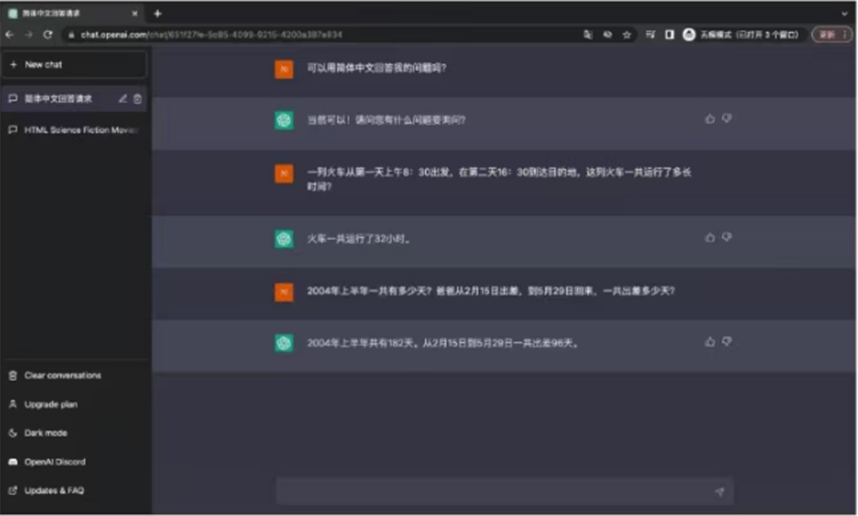 简体中文回答请求
chat.openai.com/chat/
无痕模式（已打开 3 个窗口）
更新
New chat
简体中文回答请求
HTML Science Fiction Movie
可以用简体中文回答我的问题吗？
当然可以！请问您有什么问题要询问？
一列火车从第一天上午8：30出发，在第二天16：30到达目的地，这列火车一共运行了多长
时间？
火车一共运行了32小时。
2004年上半年一共有多少天？爸爸从2月15日出差，到5月29日回来，一共出差多少天？
2004年上半年共有182天，从2月15日到5月29日一共出差96天。
Clear conversations
Upgrade plan
Dark mode
OpenAI Discord
Updates & FAQ